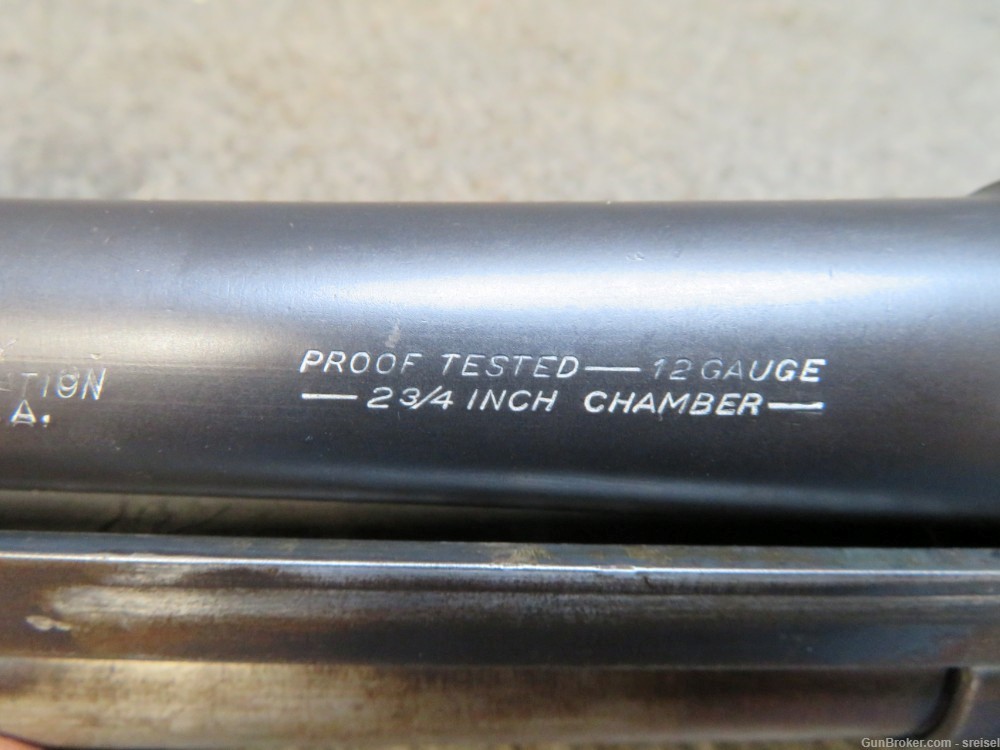 PROOF TESTED — 12 GAUGE
— 2 3/4 INCH CHAMBER —
A.
GunBroker.com - sreisel